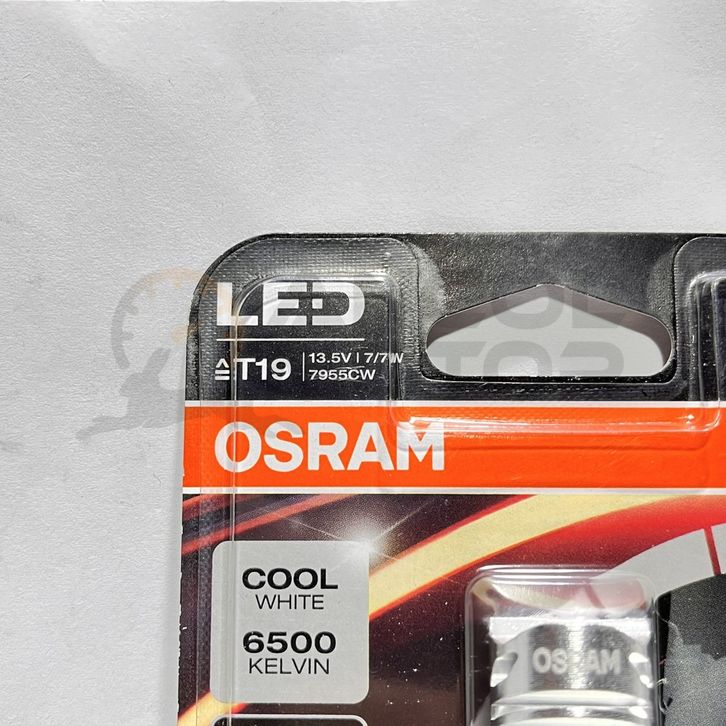 LED
≙T19 | 13.5V | 7/7W
7955CW
OSRAM
COOL
WHITE
6500
KELVIN
OSRAM